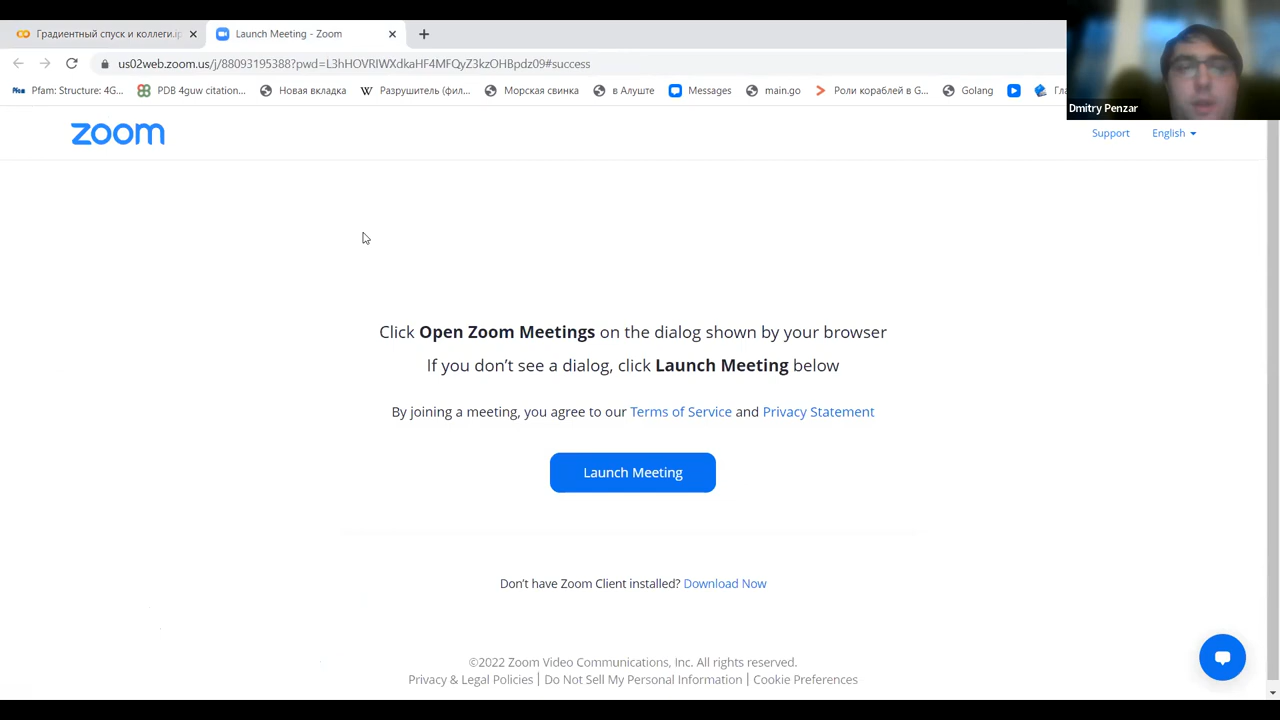 Градиентный спуск и коллеги.ip
Launch Meeting - Zoom
us02web.zoom.us/j/88093195388?pwd=L3hHOVRIWXdkaHF4MFQyZ3kzOHBpdz09#success
Pfam: Structure: 4G...
PDB 4guw citation...
Новая вкладка
Разрушитель (фил...
Морская свинка
в Алуште
Messages
main.go
Роли кораблей в G...
Golang
Dmitry Penzar
zoom
Support
English
Click Open Zoom Meetings on the dialog shown by your browser
If you don't see a dialog, click Launch Meeting below
By joining a meeting, you agree to our Terms of Service and Privacy Statement
Launch Meeting
Don't have Zoom Client installed? Download Now
©2022 Zoom Video Communications, Inc. All rights reserved.
Privacy & Legal Policies | Do Not Sell My Personal Information | Cookie Preferences